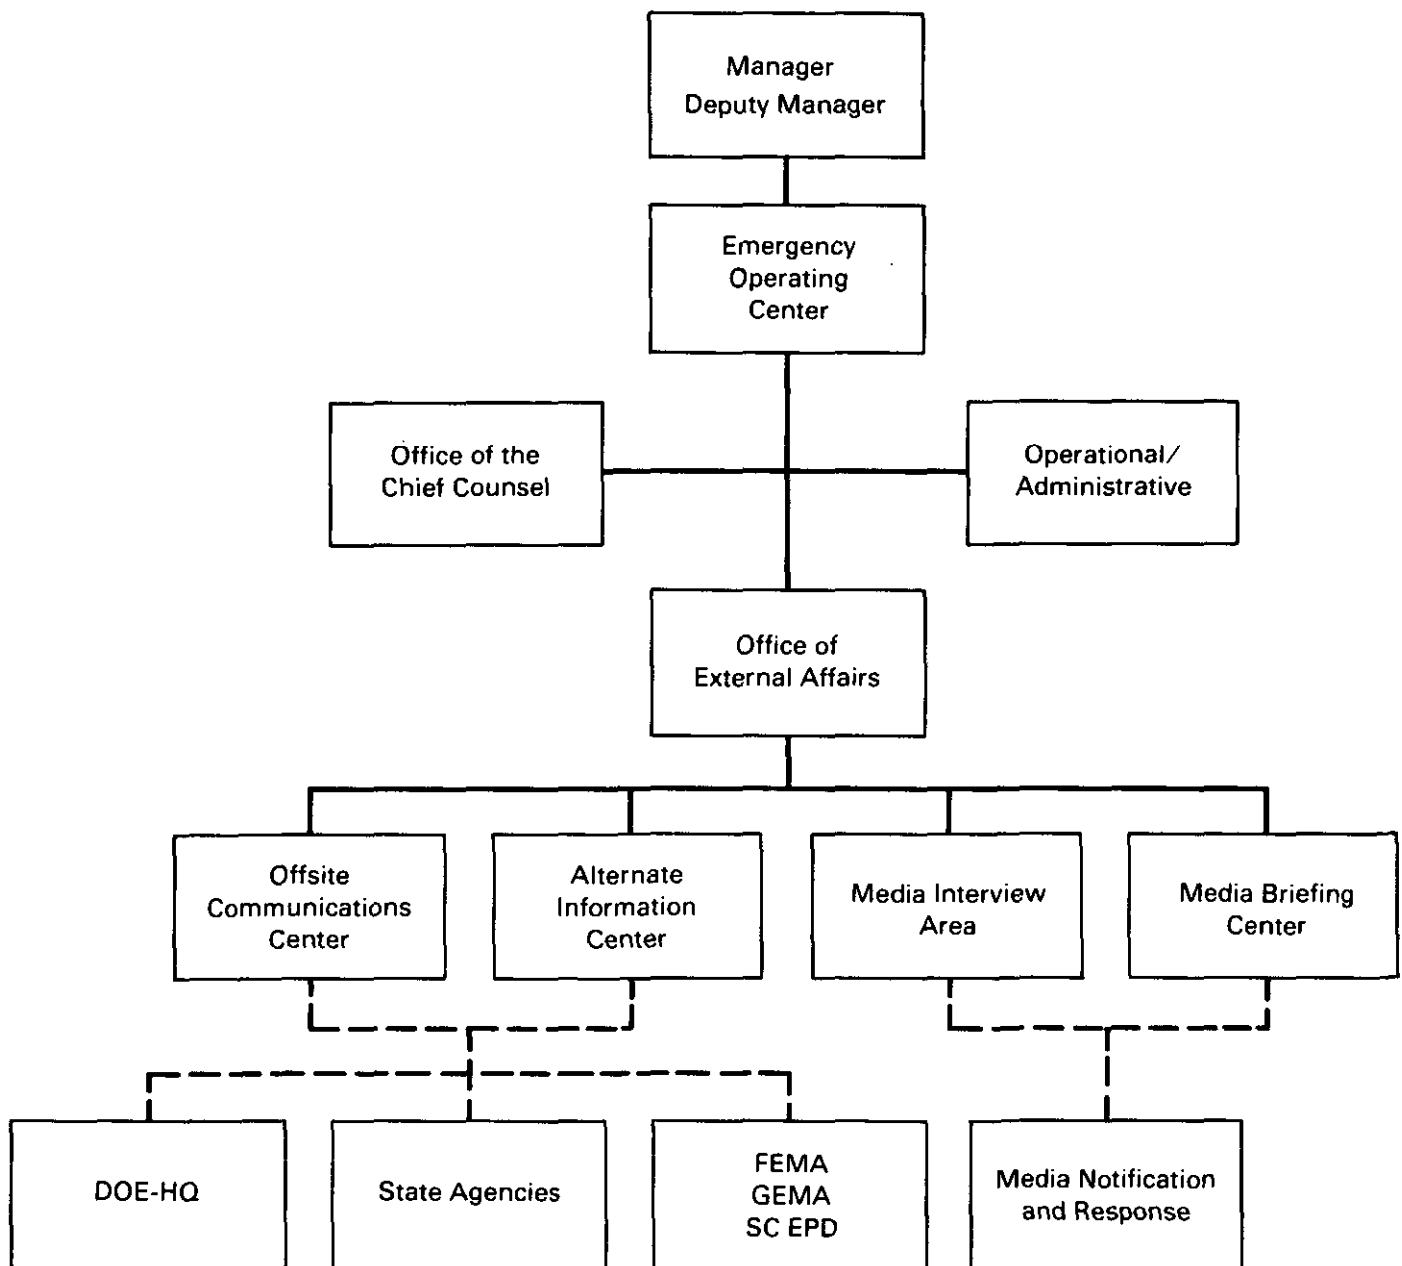 Manager
Deputy Manager
Emergency
Operating
Center
Office of the
Chief Counsel
Operational/
Administrative
Office of
External Affairs
Offsite
Communications
Center
Alternate
Information
Center
Media Interview
Area
Media Briefing
Center
DOE-HQ
State Agencies
FEMA
GEMA
SC EPD
Media Notification
and Response